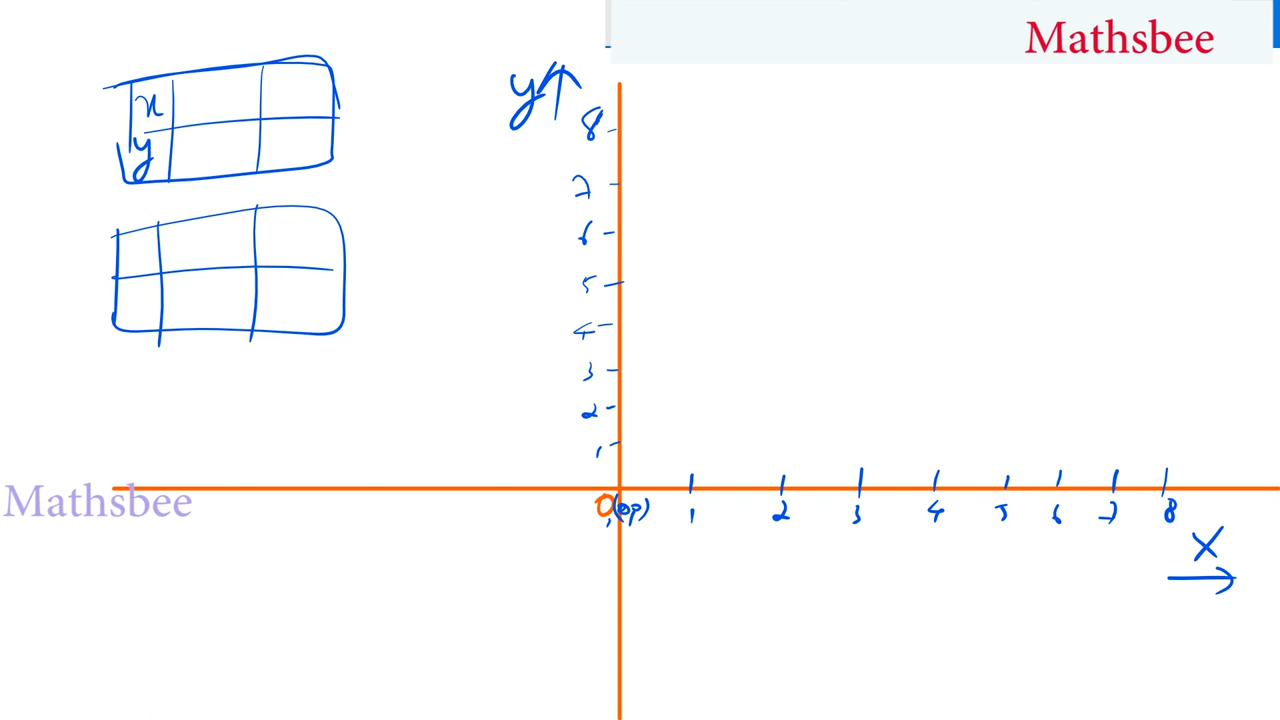 Mathsbee
x
y
y
8
7
6
5
4
3
2
1
Mathsbee
O (0,0)
1 2 3 4 5 6 7 8
X